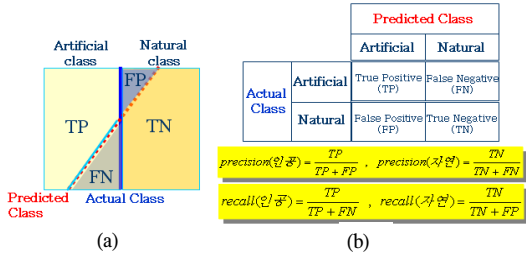 Artificial class
Natural class
FP
TP
TN
FN
Predicted Class
Actual Class
(a)
Predicted Class
Artificial Natural
Actual Class
Artificial True Positive (TP) False Negative (FN)
Natural False Positive (FP) True Negative (TN)
precision(인공) = TP / TP + FP , precision(자연) = TN / TN + FP
recall(인공) = TP / TP + FN , recall(자연) = TN / TN + FP
(b)